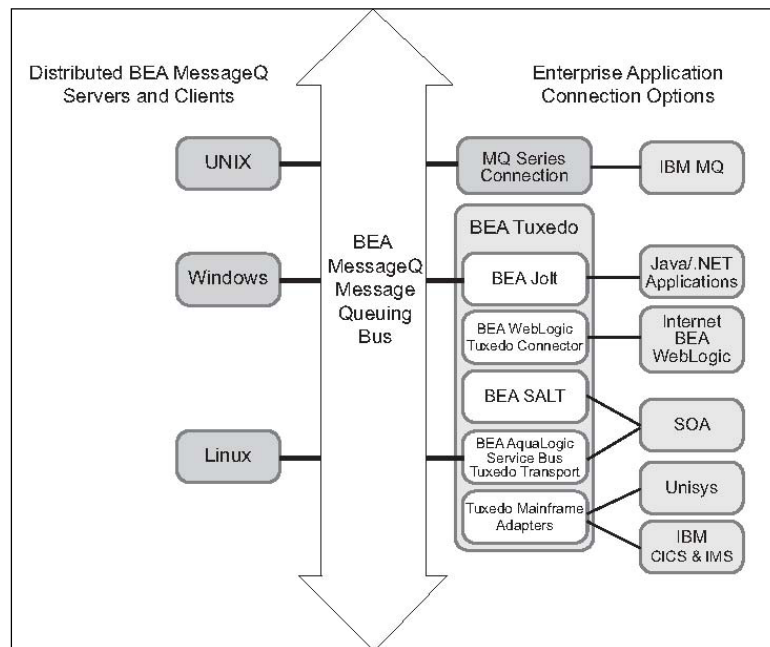 Distributed BEA MessageQ
Servers and Clients
Enterprise Application
Connection Options
UNIX
Windows
Linux
BEA
MessageQ
Message
Queuing
Bus
MQ Series
Connection
IBM MQ
BEA Tuxedo
BEA Jolt
Java/.NET
Applications
BEA WebLogic
Tuxedo Connector
Internet
BEA
WebLogic
BEA SALT
SOA
BEA AquaLogic
Service Bus
Tuxedo Transport
Tuxedo Mainframe
Adapters
Unisys
IBM
CICS & IMS